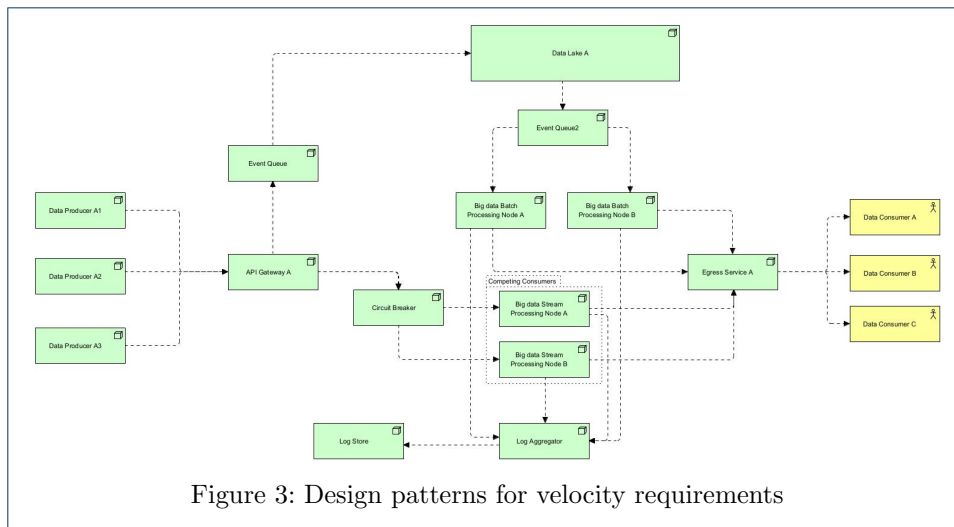 Data Lake A
Event Queue2
Event Queue
Big data Batch
Processing Node A
Big data Batch
Processing Node B
Data Producer A1
Data Consumer A
Data Producer A2
API Gateway A
Egress Service A
Data Consumer B
Competing Consumers
Circuit Breaker
Big data Stream
Processing Node A
Data Consumer C
Data Producer A3
Big data Stream
Processing Node B
Log Store
Log Aggregator
Figure 3: Design patterns for velocity requirements